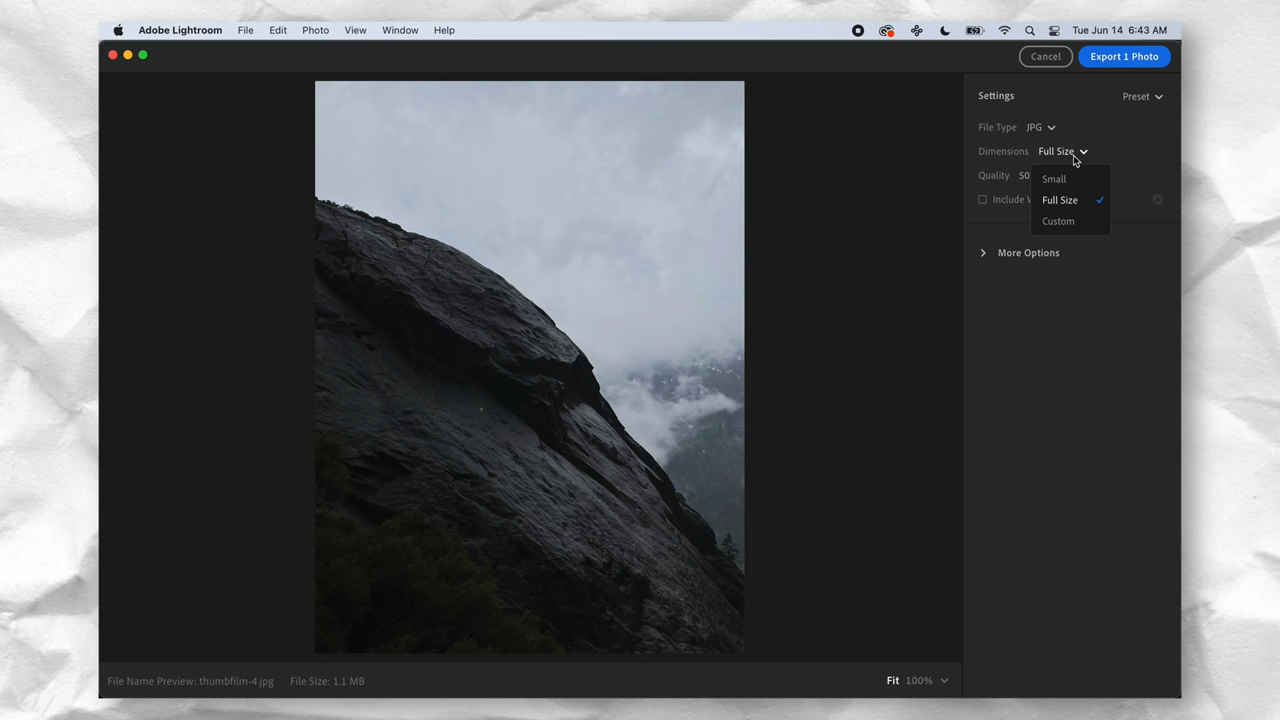 Adobe Lightroom File Edit Photo View Window Help Tue Jun 14 6:43 AM
Cancel Export 1 Photo
Settings Preset
File Type JPG
Dimensions Full Size
Small
Quality 50
Full Size
Include
Custom
More Options
File Name Preview: thumbfilm-4.jpg File Size: 1.1 MB Fit 100%